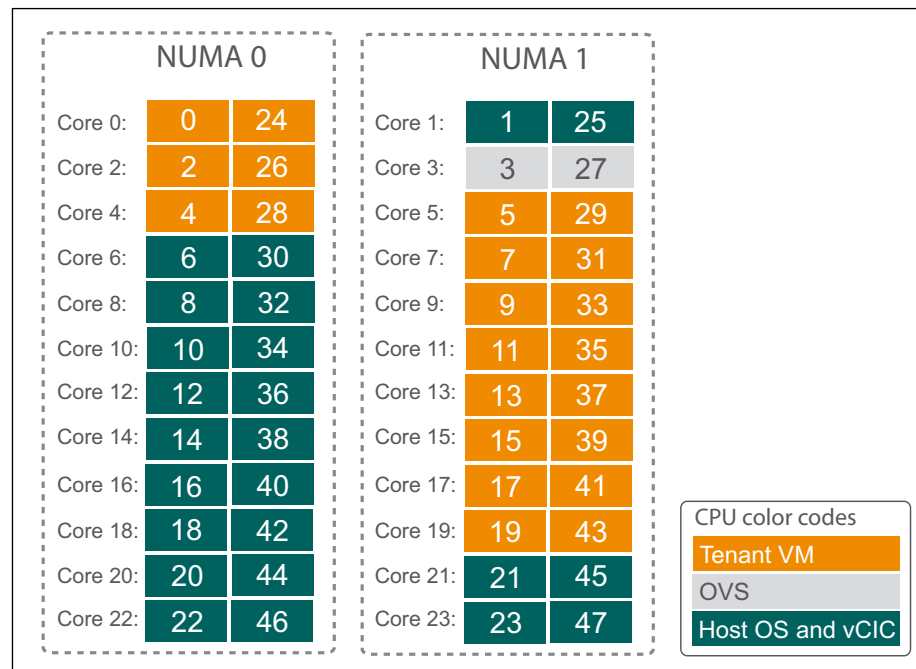 NUMA 0
Core 0: 0 24
Core 2: 2 26
Core 4: 4 28
Core 6: 6 30
Core 8: 8 32
Core 10: 10 34
Core 12: 12 36
Core 14: 14 38
Core 16: 16 40
Core 18: 18 42
Core 20: 20 44
Core 22: 22 46
NUMA 1
Core 1: 1 25
Core 3: 3 27
Core 5: 5 29
Core 7: 7 31
Core 9: 9 33
Core 11: 11 35
Core 13: 13 37
Core 15: 15 39
Core 17: 17 41
Core 19: 19 43
Core 21: 21 45
Core 23: 23 47
CPU color codes
Tenant VM
OVS
Host OS and vCIC